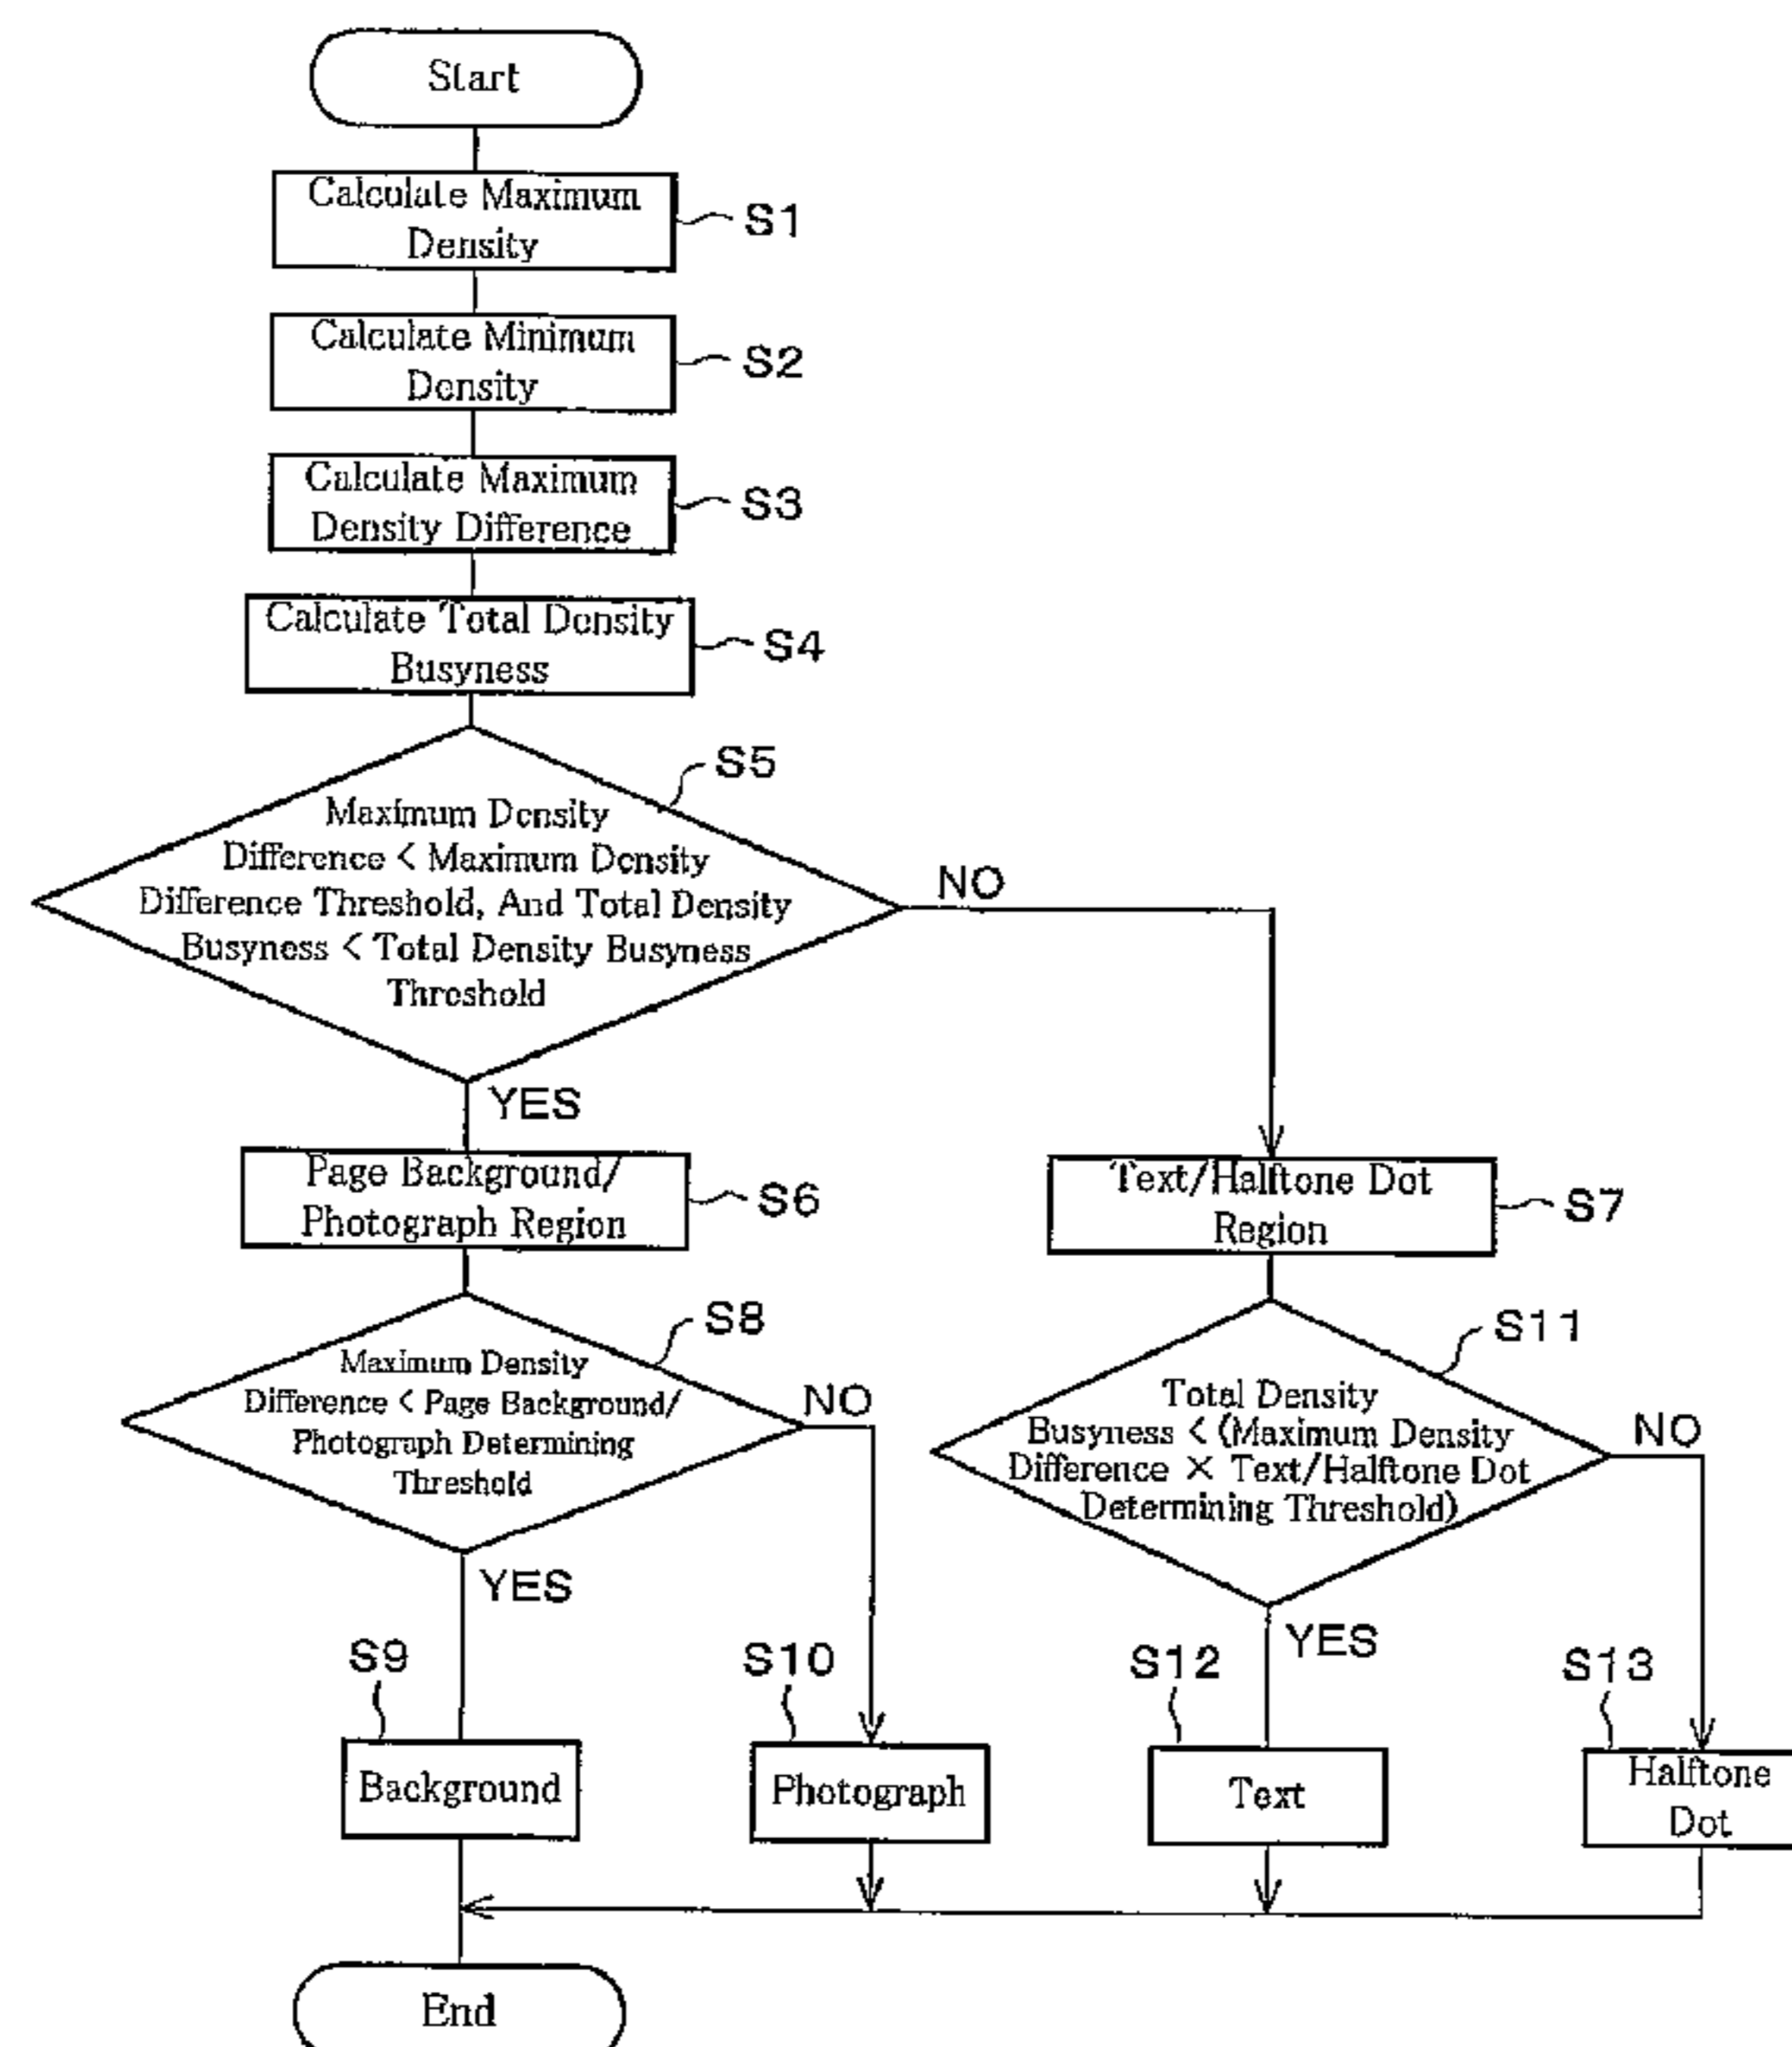 Start
Calculate Maximum
Density
S1
Calculate Minimum
Density
S2
Calculate Maximum
Density Difference
S3
Calculate Total Density
Busyness
S4
S5
Maximum Density
Difference < Maximum Density
Difference Threshold, And Total Density
Busyness < Total Density Busyness
Threshold
NO
YES
Page Background/
Photograph Region
S6
Text/Halftone Dot
Region
S7
S8
Maximum Density
Difference < Page Background/
Photograph Determining
Threshold
NO
YES
S11
Total Density
Busyness < (Maximum Density
Difference × Text/Halftone Dot
Determining Threshold)
NO
YES
S9
Background
S10
Photograph
S12
Text
S13
Halftone
Dot
End